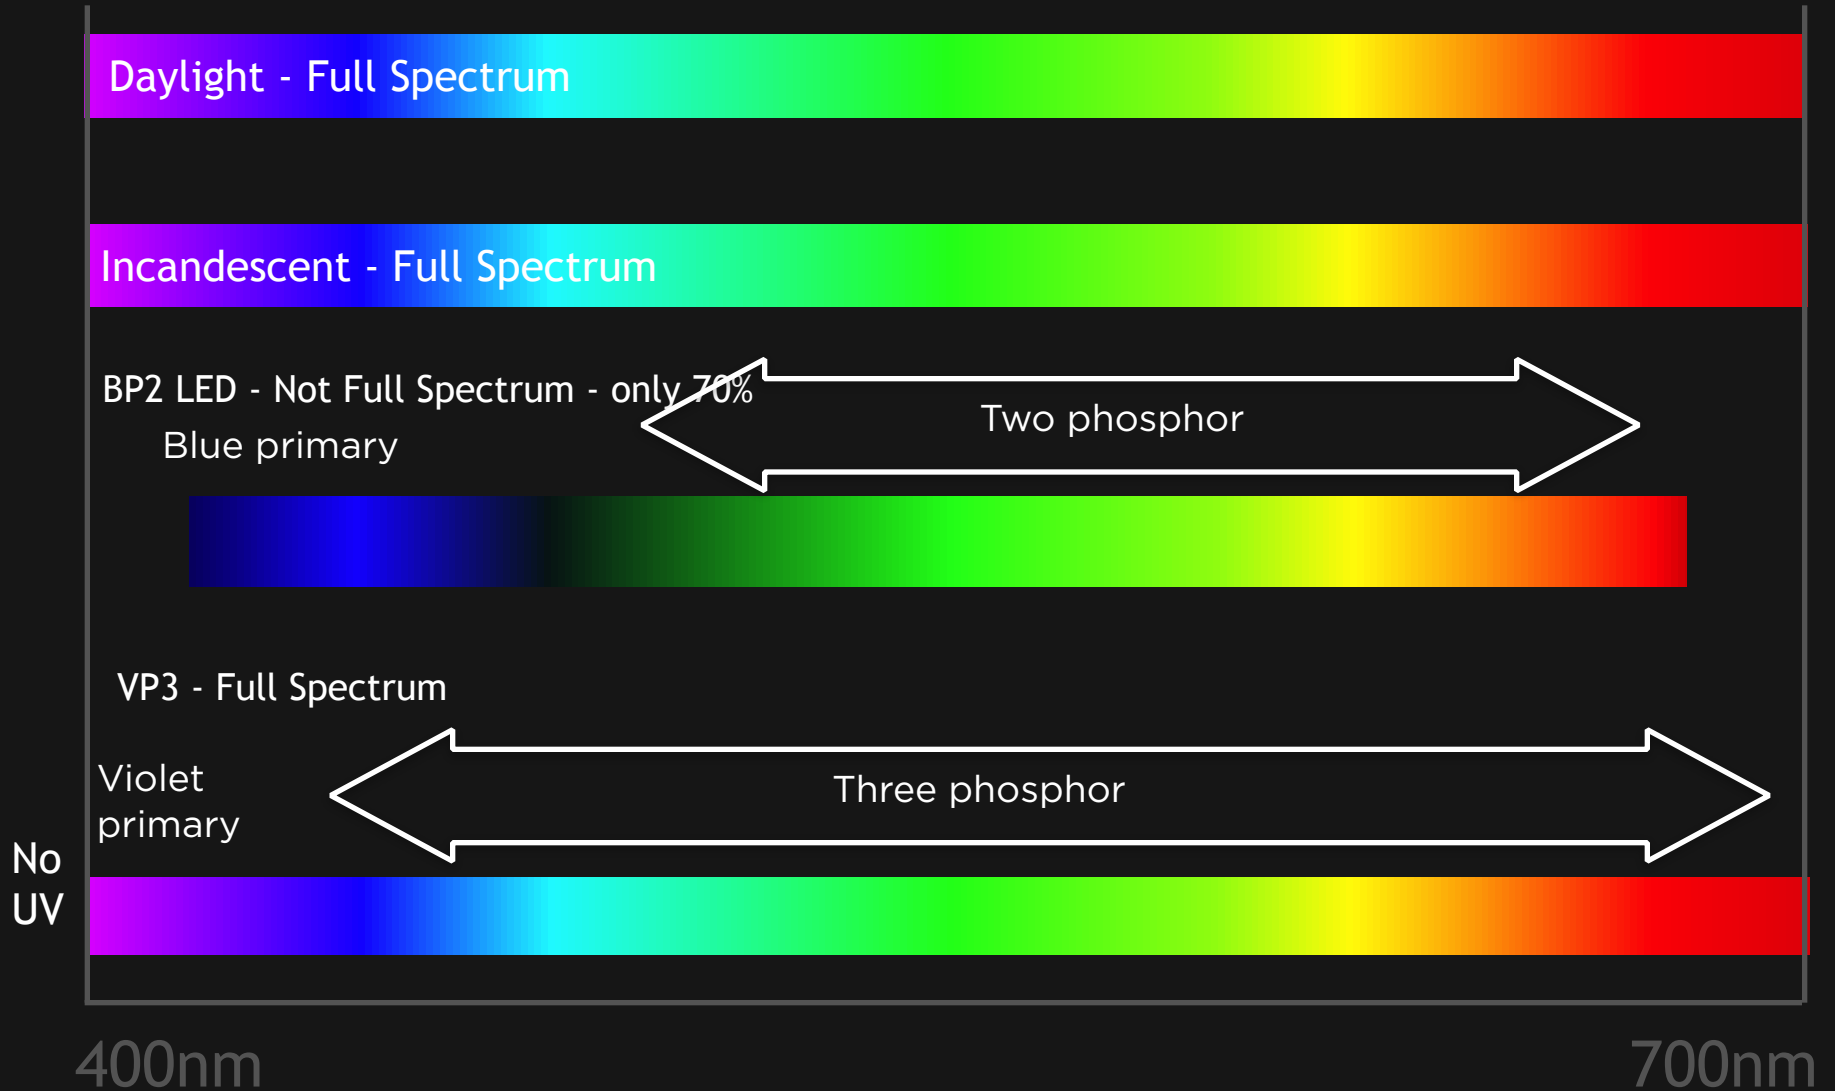 Daylight - Full Spectrum
Incandescent - Full Spectrum
BP2 LED - Not Full Spectrum - only 70%
Two phosphor
Blue primary
VP3 - Full Spectrum
Violet
primary
Three phosphor
No
UV
400nm
700nm